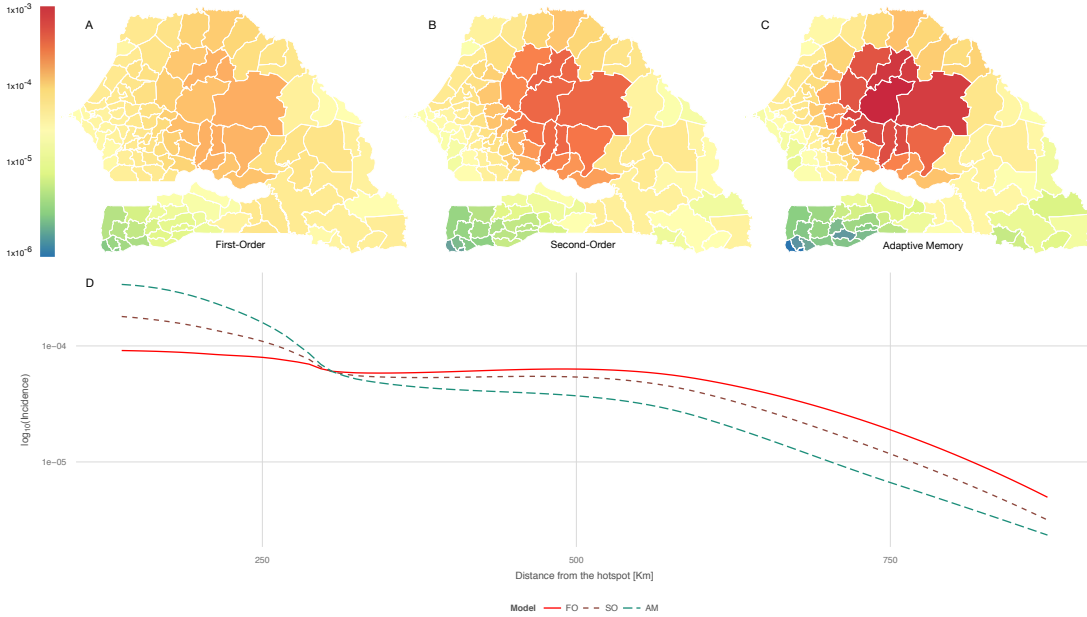 1x10⁻³
1x10⁻⁴
1x10⁻⁵
1x10⁻⁶
A
First-Order
B
Second-Order
C
Adaptive Memory
D
log₁₀(Incidence)
1e−04
1e−05
250
500
750
Distance from the hotspot [Km]
Model FO SO AM